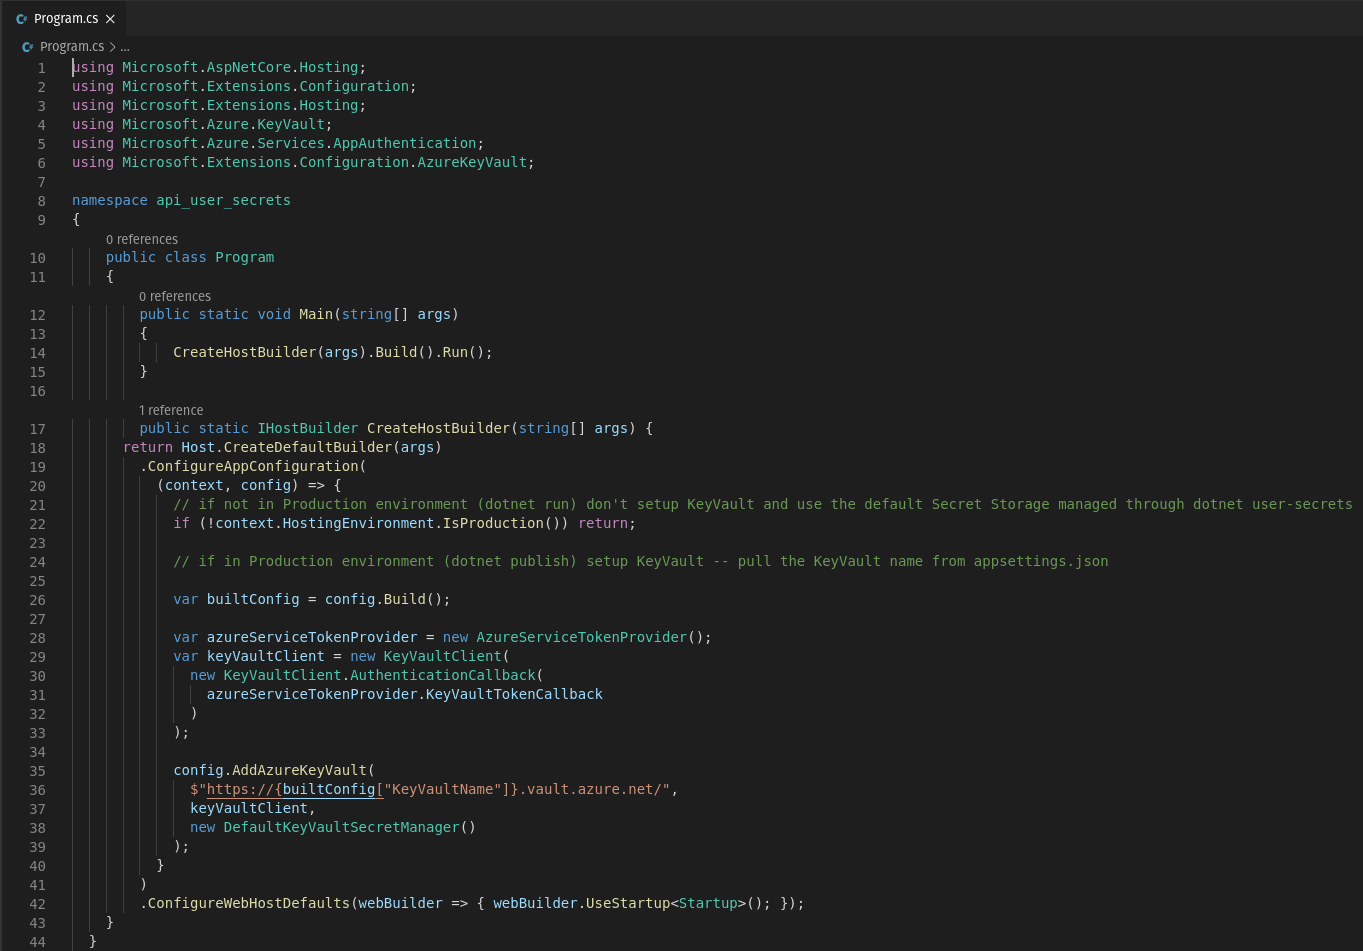 Program.cs
Program.cs > ...
1 using Microsoft.AspNetCore.Hosting;
2 using Microsoft.Extensions.Configuration;
3 using Microsoft.Extensions.Hosting;
4 using Microsoft.Azure.KeyVault;
5 using Microsoft.Azure.Services.AppAuthentication;
6 using Microsoft.Extensions.Configuration.AzureKeyVault;
7
8 namespace api_user_secrets
9 {
0 references
10 public class Program
11 {
0 references
12 public static void Main(string[] args)
13 {
14 CreateHostBuilder(args).Build().Run();
15 }
16
1 reference
17 public static IHostBuilder CreateHostBuilder(string[] args) {
18 return Host.CreateDefaultBuilder(args)
19 .ConfigureAppConfiguration(
20 (context, config) => {
21 // if not in Production environment (dotnet run) don't setup KeyVault and use the default Secret Storage managed through dotnet user-secrets
22 if (!context.HostingEnvironment.IsProduction()) return;
23
24 // if in Production environment (dotnet publish) setup KeyVault -- pull the KeyVault name from appsettings.json
25
26 var builtConfig = config.Build();
27
28 var azureServiceTokenProvider = new AzureServiceTokenProvider();
29 var keyVaultClient = new KeyVaultClient(
30 new KeyVaultClient.AuthenticationCallback(
31 azureServiceTokenProvider.KeyVaultTokenCallback
32 )
33 );
34
35 config.AddAzureKeyVault(
36 $"https://{builtConfig["KeyVaultName"]}.vault.azure.net/",
37 keyVaultClient,
38 new DefaultKeyVaultSecretManager()
39 );
40 }
41 )
42 .ConfigureWebHostDefaults(webBuilder => { webBuilder.UseStartup<Startup>(); });
43 }
44 }